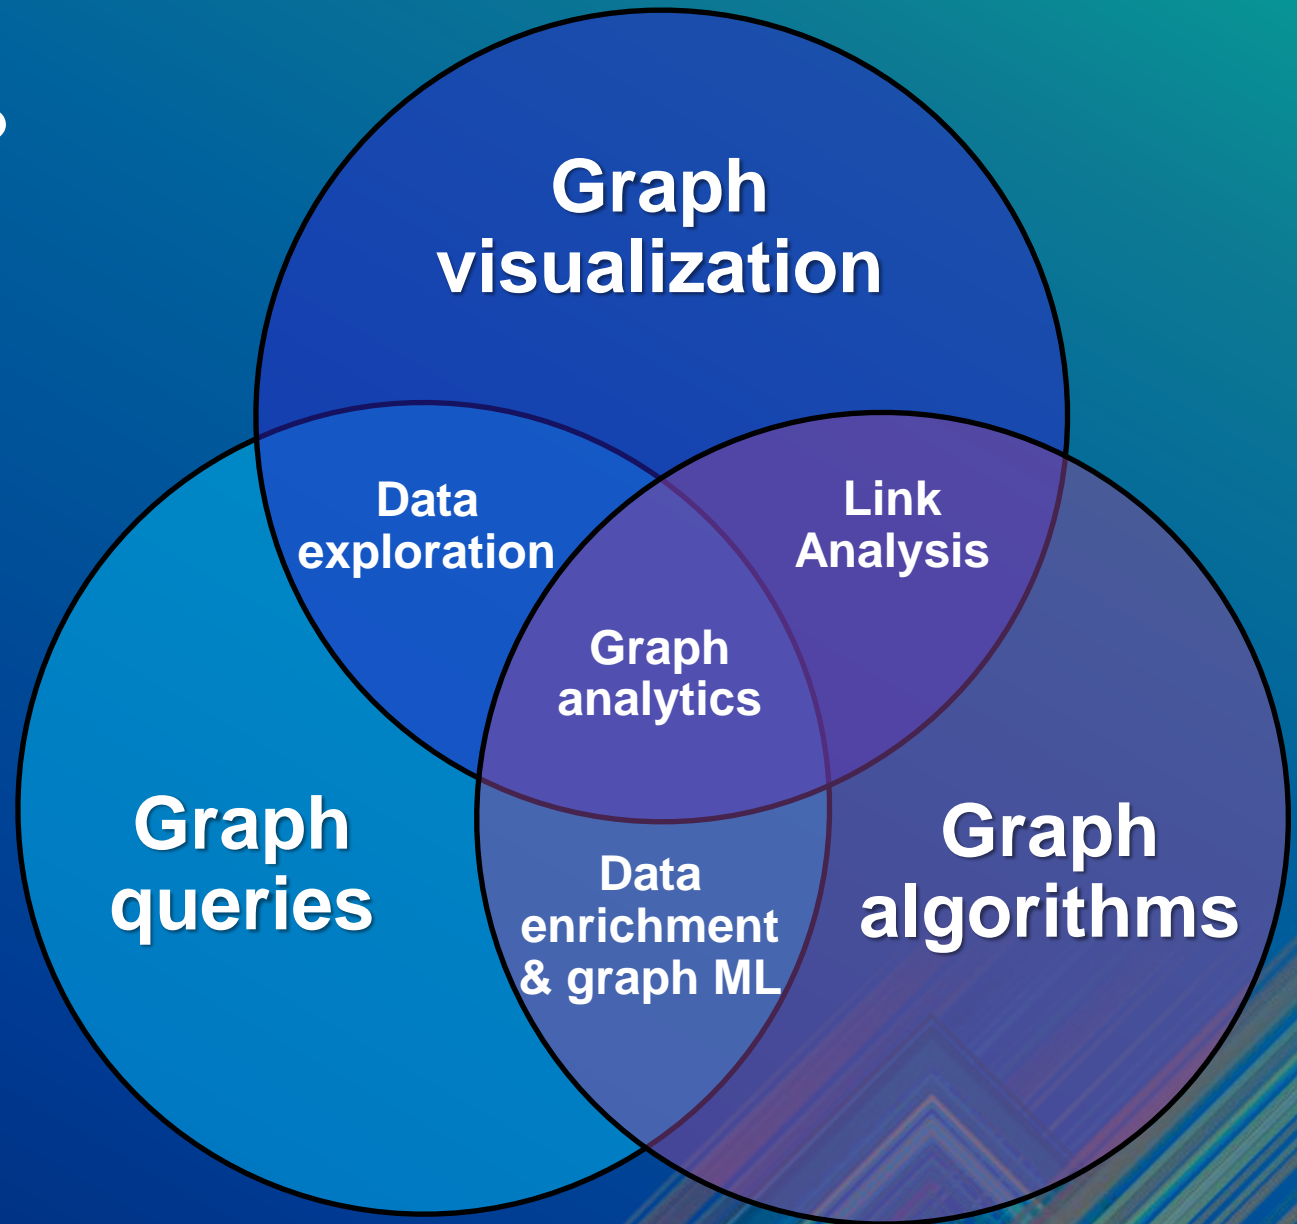 Graph
visualization
Data
exploration
Link
Analysis
Graph
analytics
Graph
queries
Data
enrichment
& graph ML
Graph
algorithms